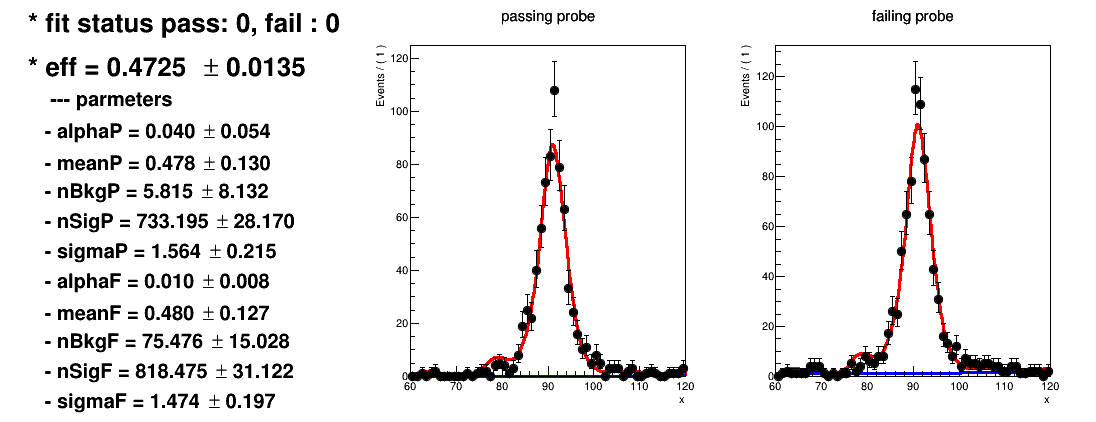 * fit status pass: 0, fail : 0
* eff = 0.4725 ± 0.0135
--- parmeters
- alphaP = 0.040 ± 0.054
- meanP = 0.478 ± 0.130
- nBkgP = 5.815 ± 8.132
- nSigP = 733.195 ± 28.170
- sigmaP = 1.564 ± 0.215
- alphaF = 0.010 ± 0.008
- meanF = 0.480 ± 0.127
- nBkgF = 75.476 ± 15.028
- nSigF = 818.475 ± 31.122
- sigmaF = 1.474 ± 0.197
passing probe
Events / ( 1 )
120
100
80
60
40
20
0
60 70 80 90 100 110 120
x
failing probe
Events / ( 1 )
120
100
80
60
40
20
0
60 70 80 90 100 110 120
x